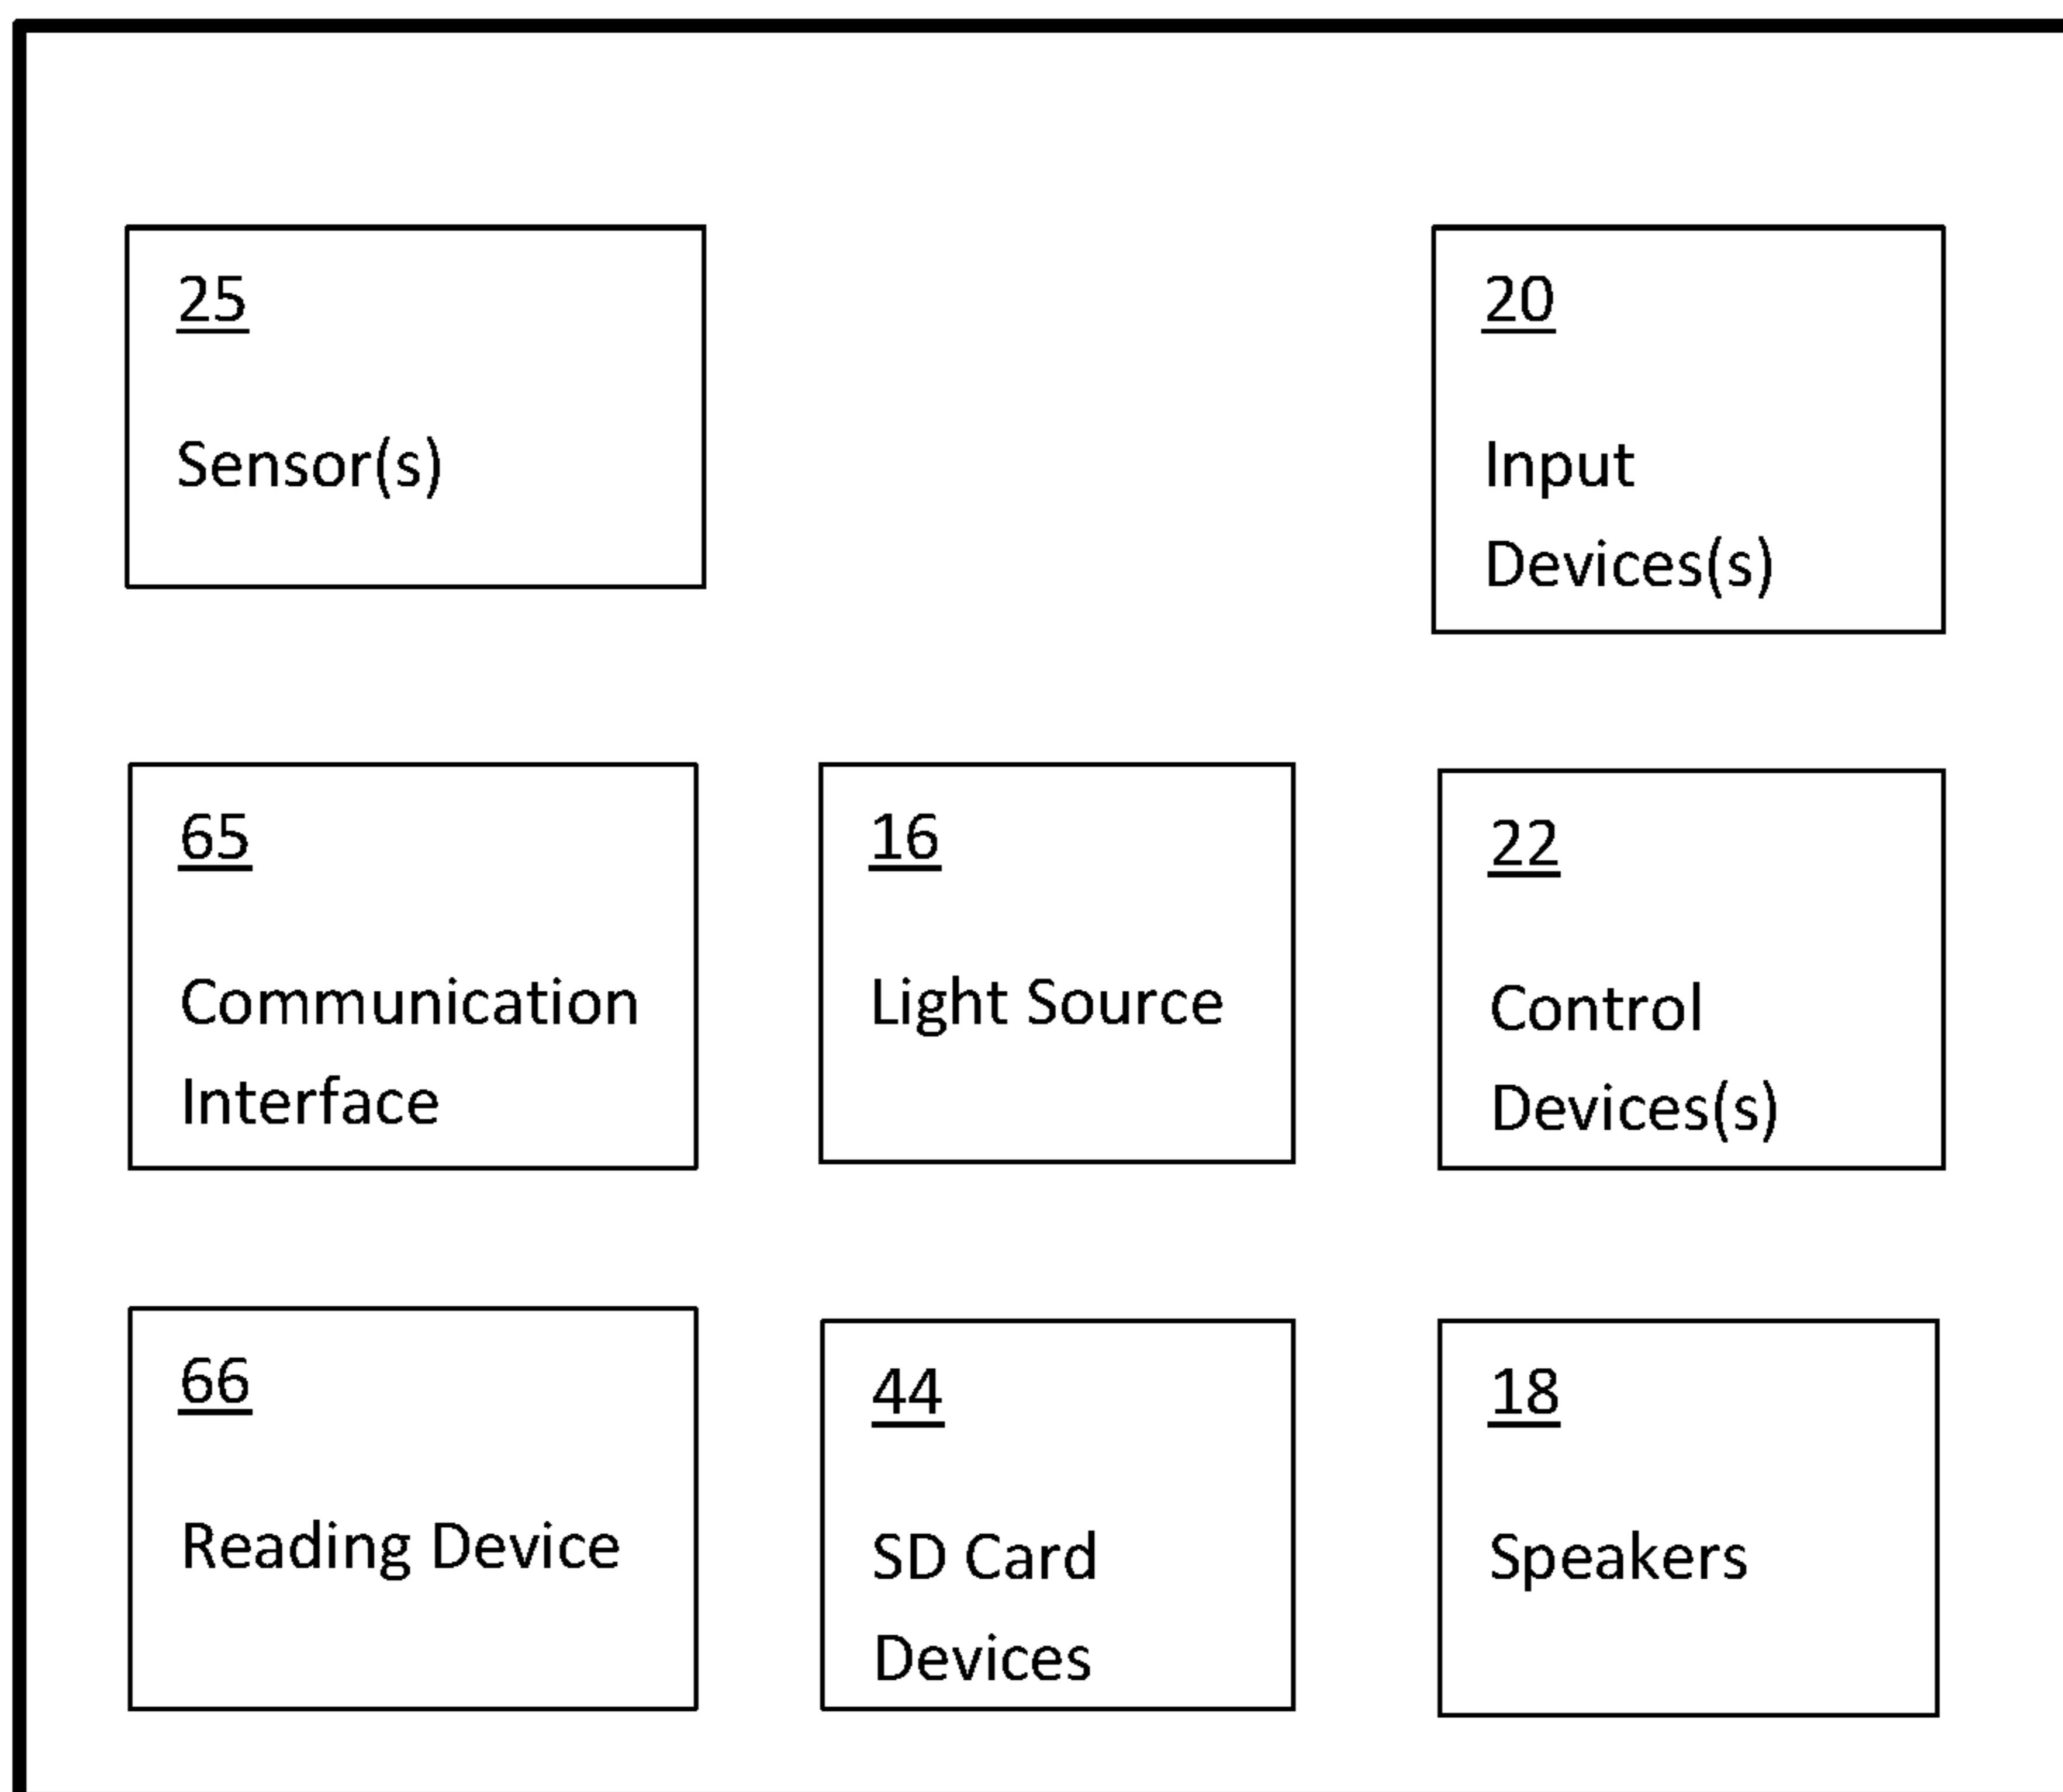 25
Sensor(s)
20
Input
Devices(s)
65
Communication
Interface
16
Light Source
22
Control
Devices(s)
66
Reading Device
44
SD Card
Devices
18
Speakers